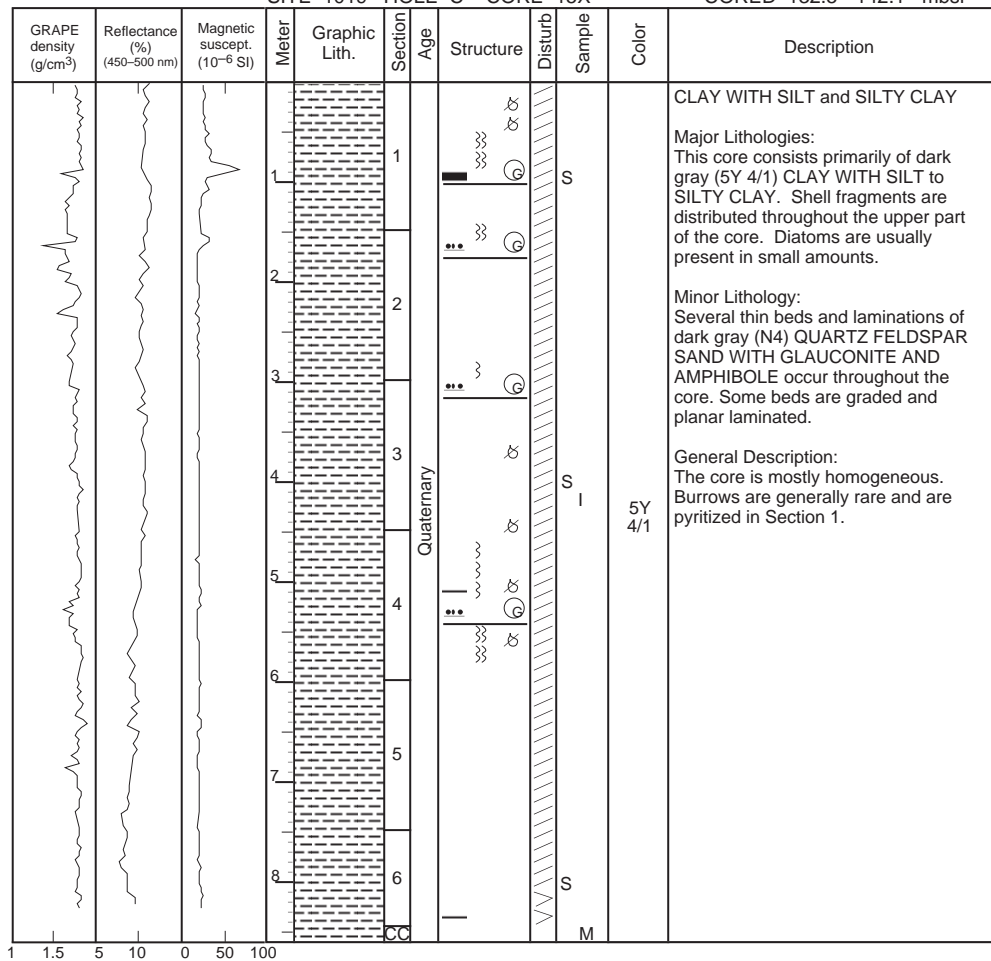 GRAPE
density
(g/cm3)
Reflectance
(%)
(450–500 nm)
Magnetic
suscept.
(10–6 SI)
Meter
Graphic
Lith.
Section
Age
Structure
Disturb
Sample
Color
Description
1
2
3
4
5
6
7
8
1
2
3
4
5
6
CC
Quaternary
G
G
G
G
S
S
I
S
M
5Y
4/1
CLAY WITH SILT and SILTY CLAY
Major Lithologies:
This core consists primarily of dark
gray (5Y 4/1) CLAY WITH SILT to
SILTY CLAY. Shell fragments are
distributed throughout the upper part
of the core. Diatoms are usually
present in small amounts.
Minor Lithology:
Several thin beds and laminations of
dark gray (N4) QUARTZ FELDSPAR
SAND WITH GLAUCONITE AND
AMPHIBOLE occur throughout the
core. Some beds are graded and
planar laminated.
General Description:
The core is mostly homogeneous.
Burrows are generally rare and are
pyritized in Section 1.
1 1.5 5 10 0 50 100